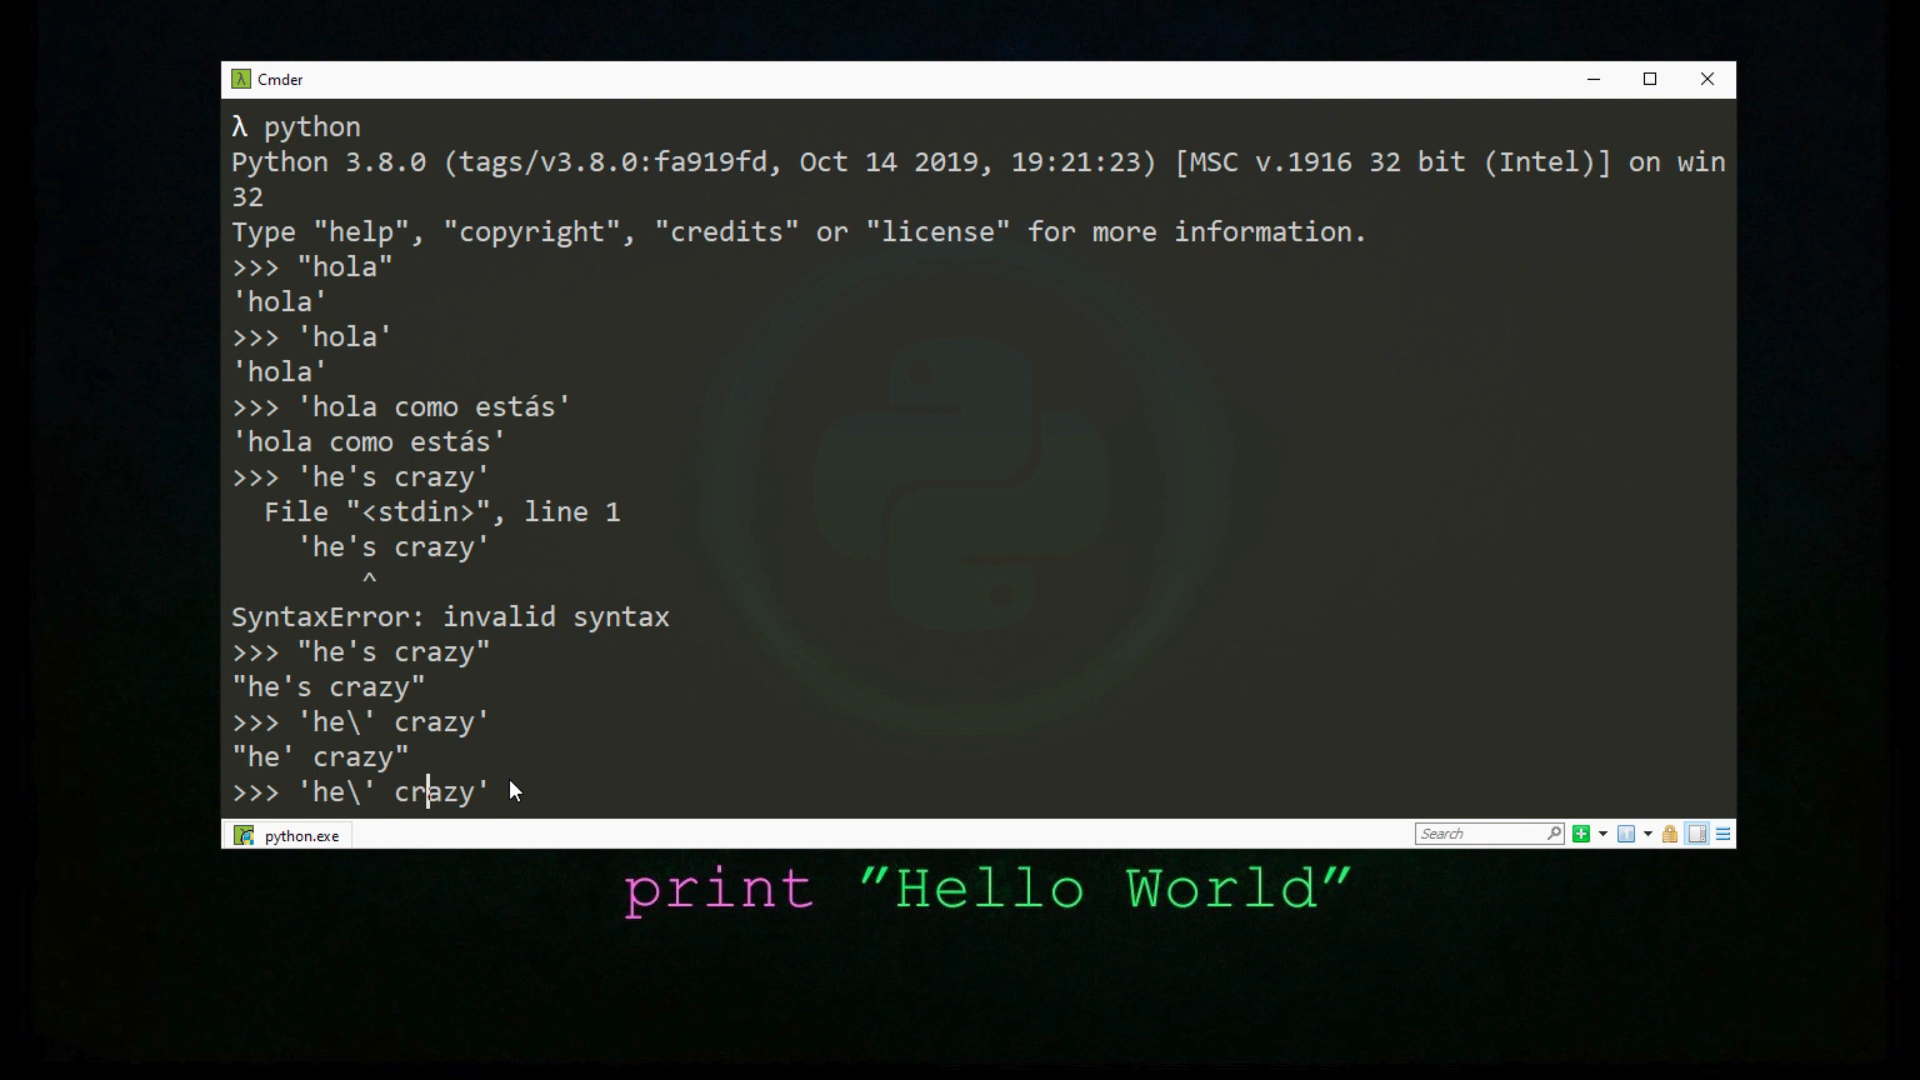 Cmder
λ python
Python 3.8.0 (tags/v3.8.0:fa919fd, Oct 14 2019, 19:21:23) [MSC v.1916 32 bit (Intel)] on win
32
Type "help", "copyright", "credits" or "license" for more information.
>>> "hola"
'hola'
>>> 'hola'
'hola'
>>> 'hola como estás'
'hola como estás'
>>> 'he's crazy'
  File "<stdin>", line 1
    'he's crazy'
        ^
SyntaxError: invalid syntax
>>> "he's crazy"
"he's crazy"
>>> 'he\' crazy'
"he' crazy"
>>> 'he\' crazy'
python.exe
Search
print "Hello World"